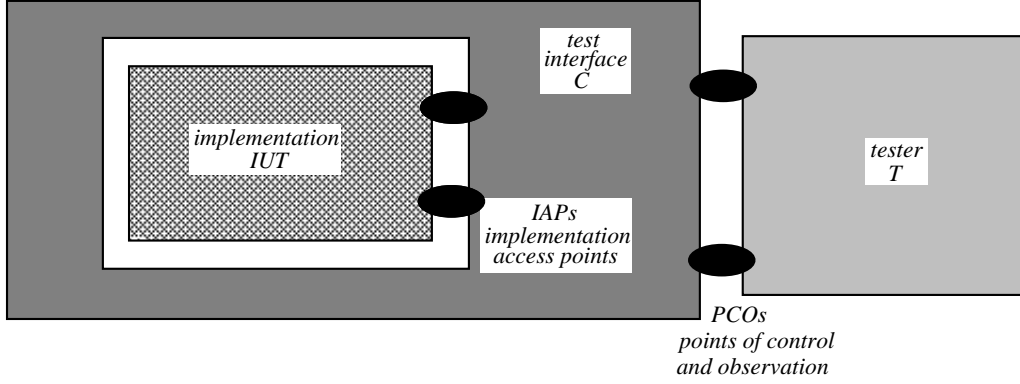 test
interface
C
implementation
IUT
tester
T
IAPs
implementation
access points
PCOs
points of control
and observation